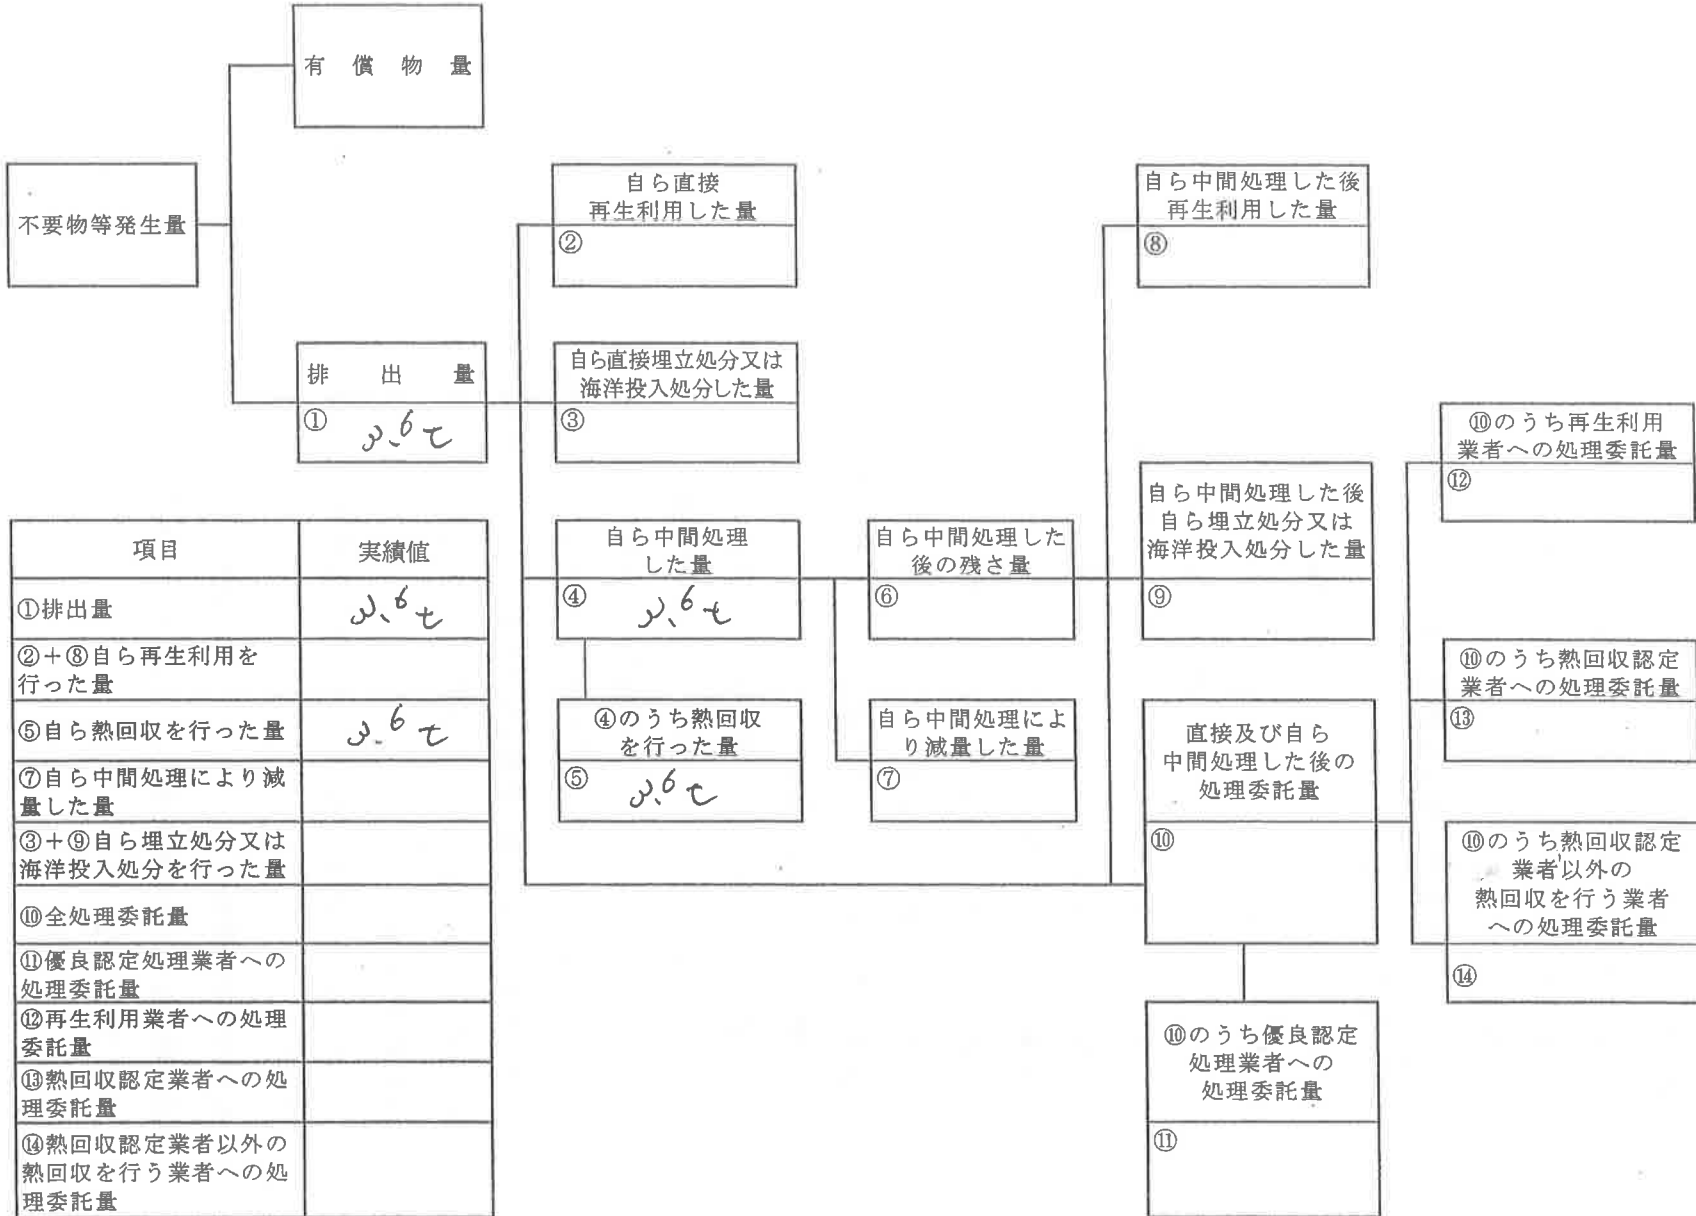 有償物量
不要物等発生量
自ら直接
再生利用した量
②
自ら中間処理した後
再生利用した量
⑧
排出量
① 3.6t
自ら直接埋立処分又は
海洋投入処分した量
③
⑩のうち再生利用
業者への処理委託量
⑫
自ら中間処理
した量
④ 3.6t
自ら中間処理した
後の残さ量
⑥
自ら中間処理した後
自ら埋立処分又は
海洋投入処分した量
⑨
⑩のうち熱回収認定
業者への処理委託量
⑬
④のうち熱回収
を行った量
⑤ 3.6t
自ら中間処理によ
り減量した量
⑦
直接及び自ら
中間処理した後の
処理委託量
⑩
⑩のうち熱回収認定
業者以外の
熱回収を行う業者
への処理委託量
⑭
⑩のうち優良認定
処理業者への
処理委託量
⑪
項目 実績値
①排出量 3.6t
②+⑧自ら再生利用を
行った量
⑤自ら熱回収を行った量 3.6t
⑦自ら中間処理により減
量した量
③+⑨自ら埋立処分又は
海洋投入処分を行った量
⑩全処理委託量
⑪優良認定処理業者への
処理委託量
⑫再生利用業者への処理
委託量
⑬熱回収認定業者への処
理委託量
⑭熱回収認定業者以外の
熱回収を行う業者への処
理委託量